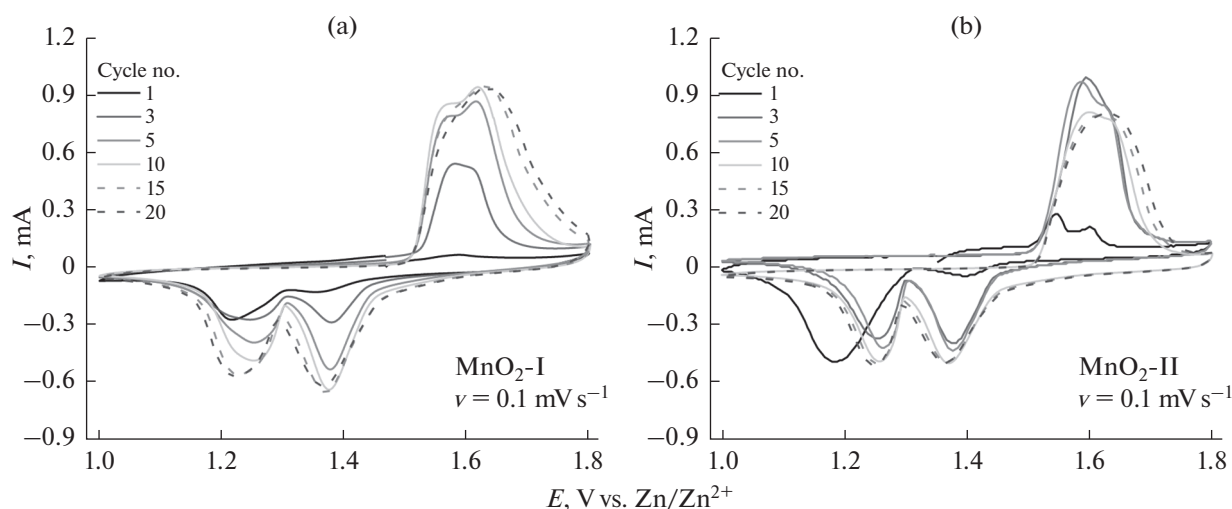 (a)
1.2
0.9
0.6
0.3
0
−0.3
−0.6
−0.9
I, mA
Cycle no.
1
3
5
10
15
20
MnO₂-I
v = 0.1 mV s⁻¹
1.0 1.2 1.4 1.6 1.8
(b)
1.2
0.9
0.6
0.3
0
−0.3
−0.6
−0.9
I, mA
Cycle no.
1
3
5
10
15
20
MnO₂-II
v = 0.1 mV s⁻¹
1.0 1.2 1.4 1.6 1.8
E, V vs. Zn/Zn²⁺